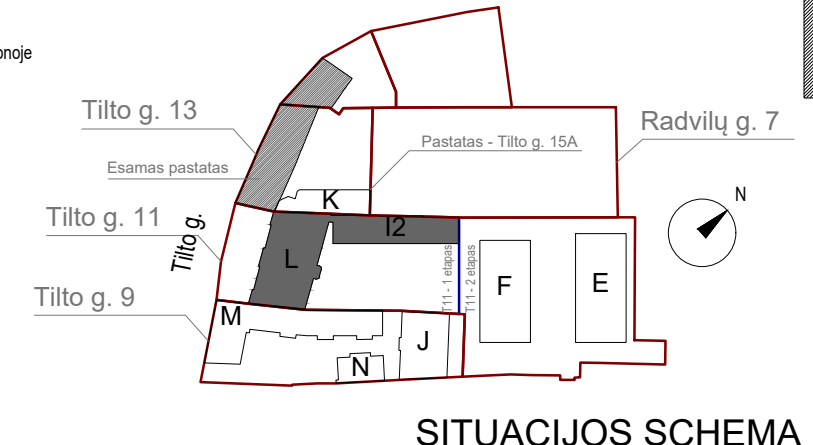 onoje
Tilto g. 13
Radvilų g. 7
Pastatas - Tilto g. 15A
Esamas pastatas
N
K
Tilto g. 11
Tilto g.
I2
L
T11 - 1 etapas
T11 - 2 etapas
F
E
Tilto g. 9
M
J
N
SITUACIJOS SCHEMA